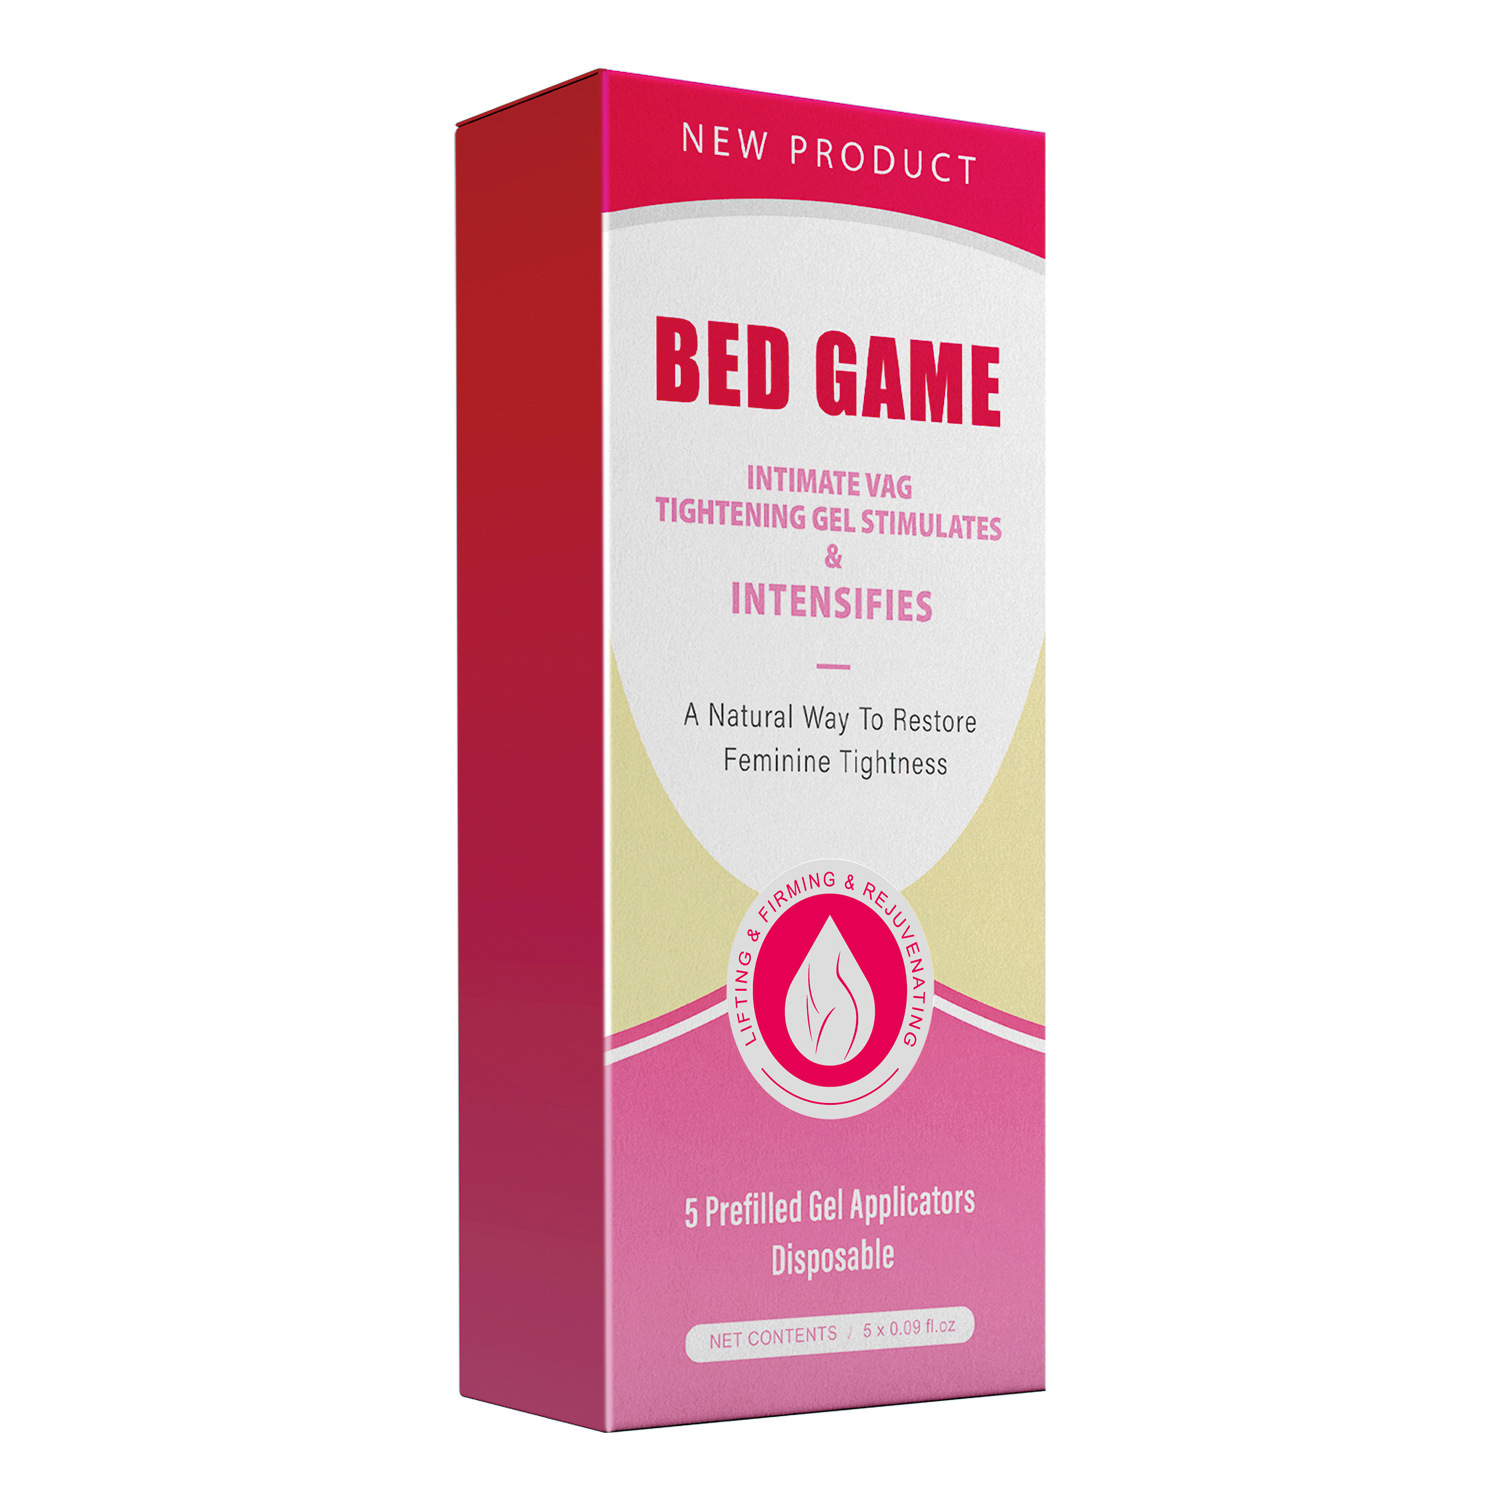 NEW PRODUCT
BED GAME
INTIMATE VAG
TIGHTENING GEL STIMULATES
&
INTENSIFIES
A Natural Way To Restore
Feminine Tightness
LIFTING & FIRMING & REJUVENATING
5 Prefilled Gel Applicators
Disposable
NET CONTENTS / 5 x 0.09 fl.oz